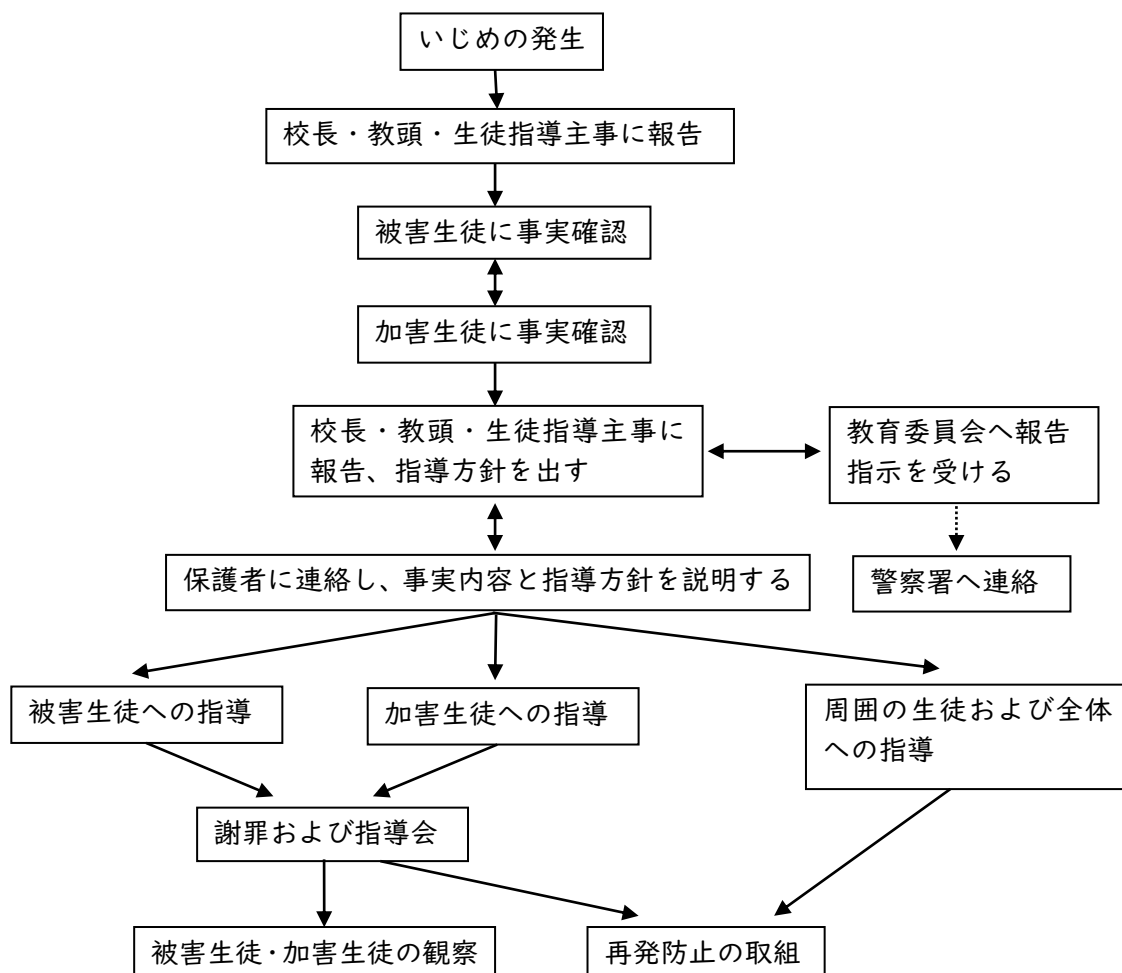 いじめの発生
校長・教頭・生徒指導主事に報告
被害生徒に事実確認
加害生徒に事実確認
校長・教頭・生徒指導主事に
報告、指導方針を出す
教育委員会へ報告
指示を受ける
保護者に連絡し、事実内容と指導方針を説明する
警察署へ連絡
被害生徒への指導
加害生徒への指導
周囲の生徒および全体
への指導
謝罪および指導会
被害生徒・加害生徒の観察
再発防止の取組